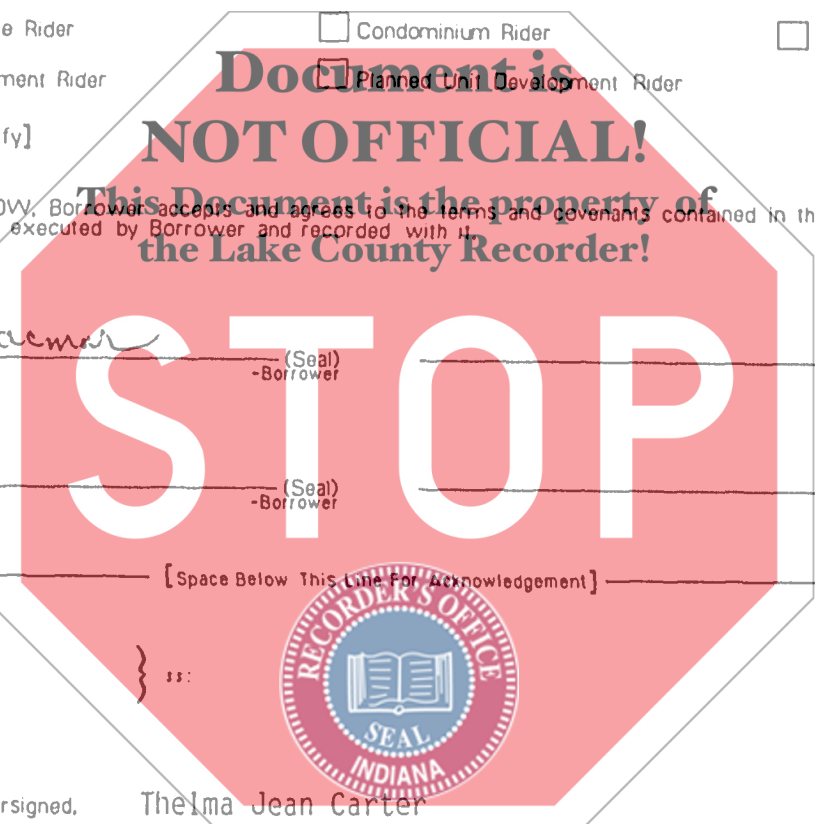 e Rider Condominium Rider
Document is
ment Rider Planned Unit Development Rider
fy]
NOT OFFICIAL!
This Document is the property of
OW, Borrower accepts and agrees to the terms and covenants contained in th
executed by Borrower and recorded with it.
the Lake County Recorder!
STOP
(Seal)
-Borrower
(Seal)
-Borrower
[Space Below This Line For Acknowledgement]
RECORDER'S OFFICE
} ss:
SEAL
INDIANA
rsigned, Thelma Jean Carter